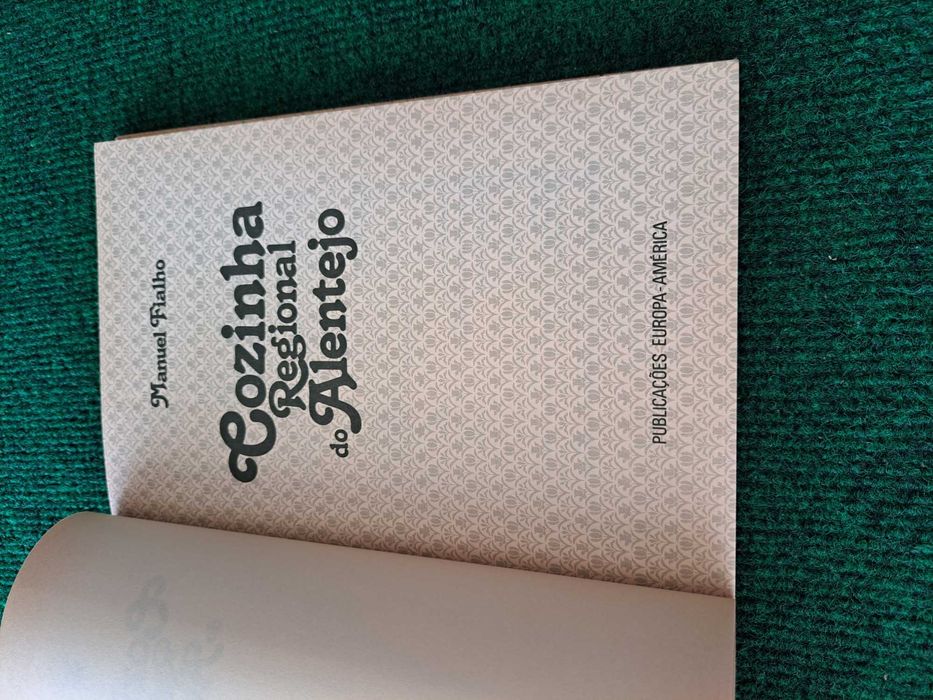 Manuel Fialho
Cozinha
Regional
do Alentejo
PUBLICAÇÕES EUROPA-AMÉRICA